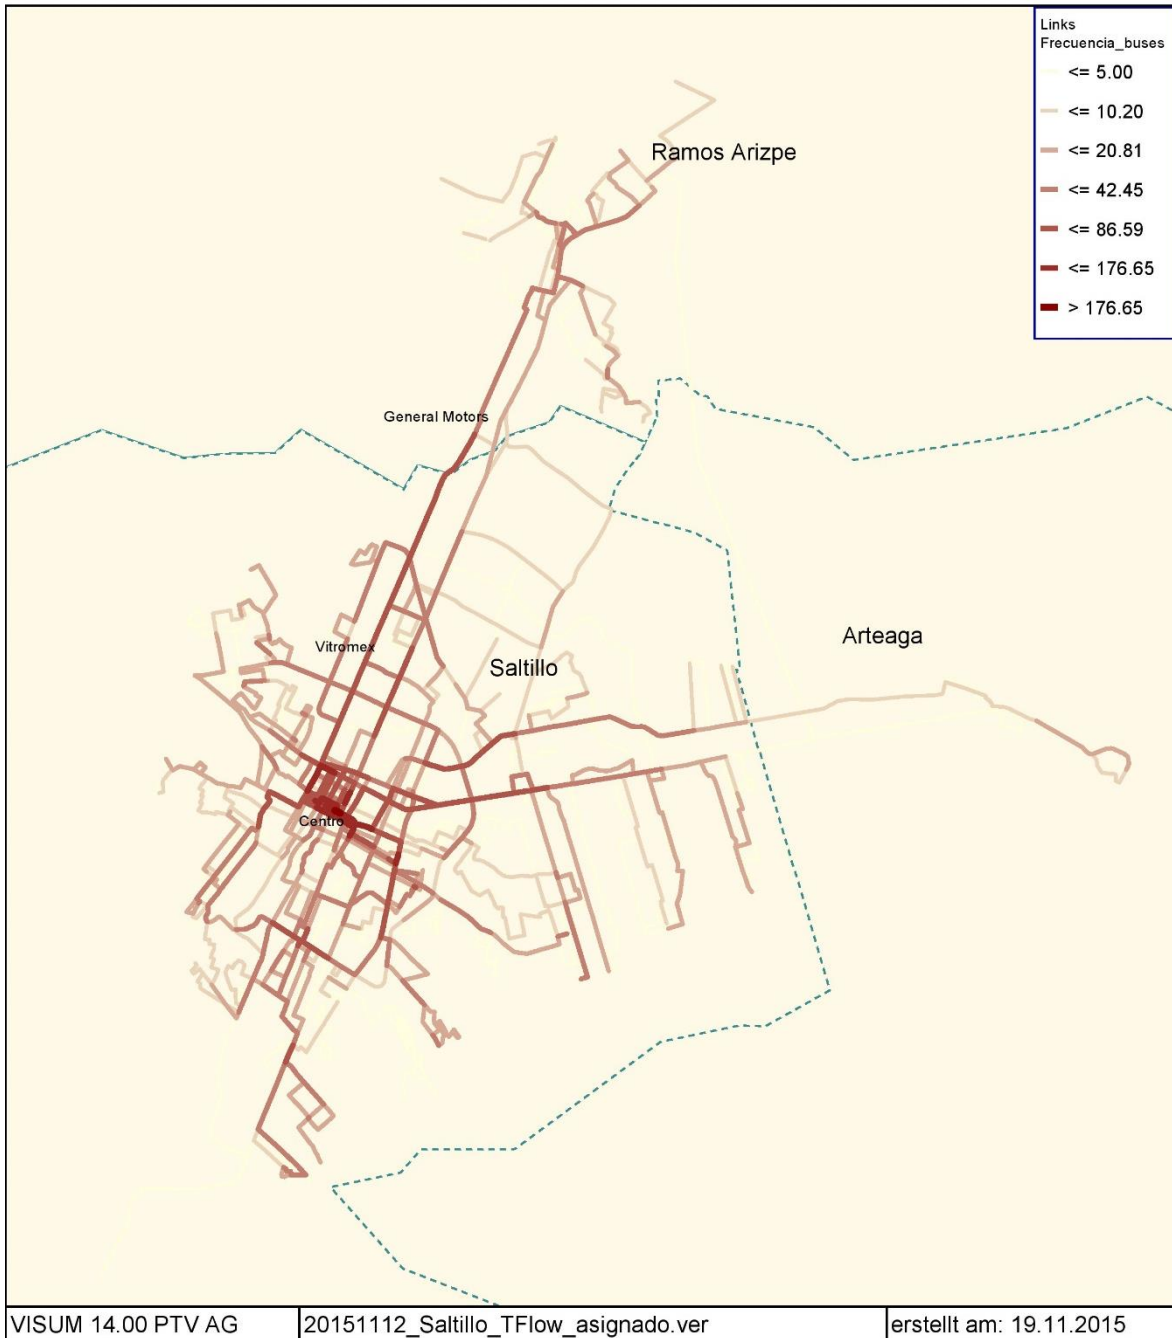 Links
Frecuencia_buses
<= 5.00
<= 10.20
<= 20.81
<= 42.45
<= 86.59
<= 176.65
> 176.65
Ramos Arizpe
General Motors
Arteaga
Vitromex
Saltillo
Centro
VISUM 14.00 PTV AG
20151112_Saltillo_TFlow_asignado.ver
erstellt am: 19.11.2015